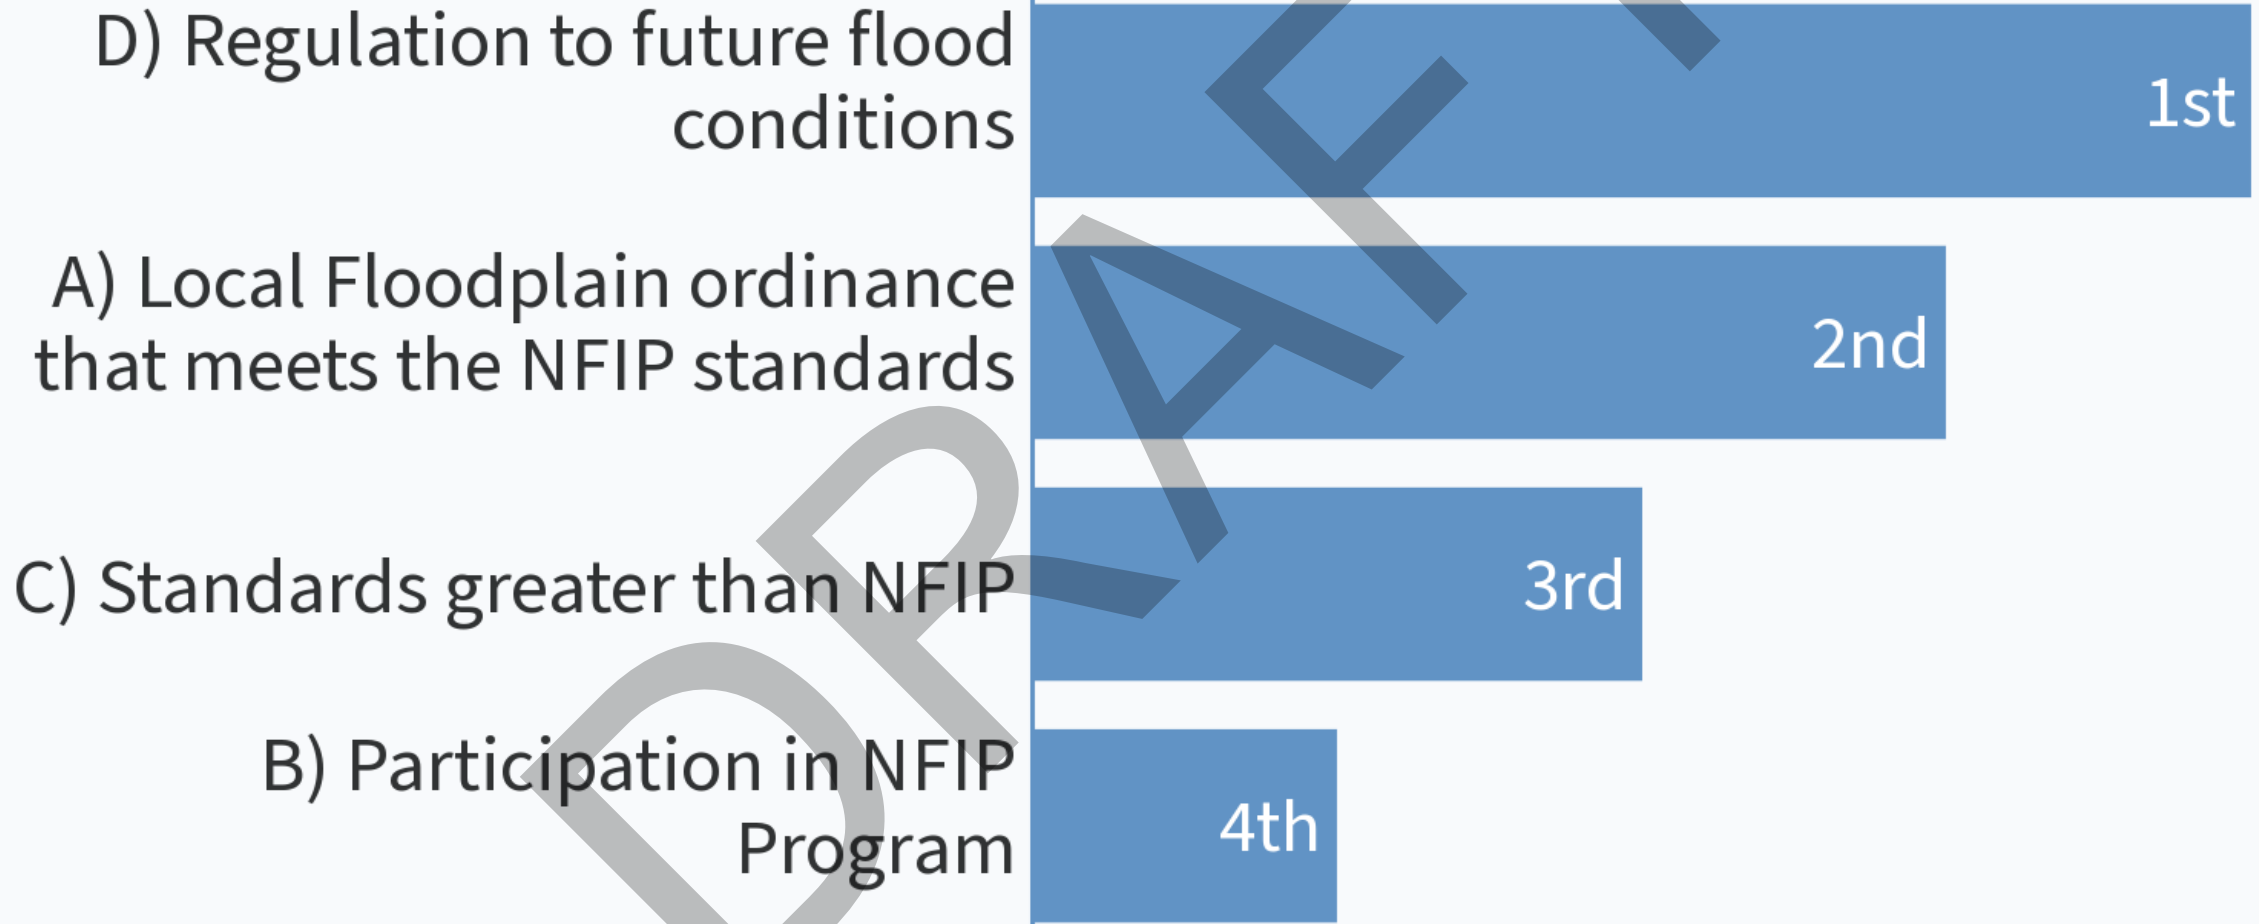 D) Regulation to future flood
conditions
1st
A) Local Floodplain ordinance
that meets the NFIP standards
2nd
C) Standards greater than NFIP
3rd
B) Participation in NFIP
Program
4th
DRAFT